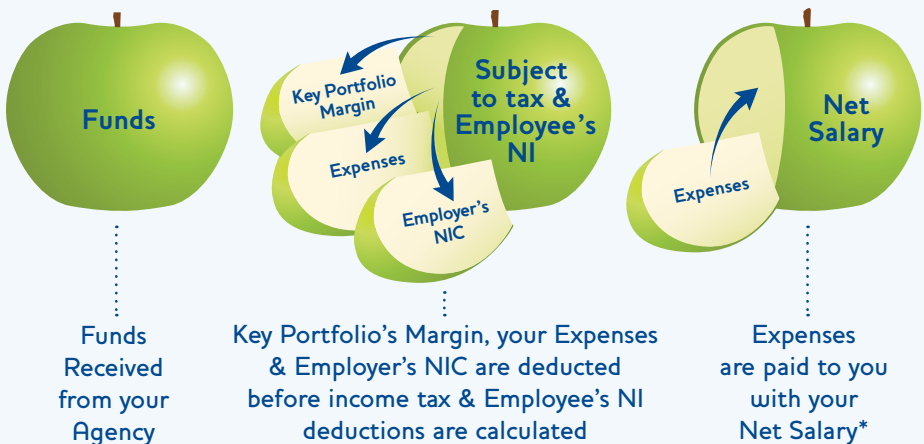 Funds
Key Portfolio
Margin
Expenses
Employer's
NIC
Subject
to tax &
Employee's
NI
Expenses
Net
Salary
Funds
Received
from your
Agency
Key Portfolio's Margin, your Expenses
& Employer's NIC are deducted
before income tax & Employee's NI
deductions are calculated
Expenses
are paid to you
with your
Net Salary*